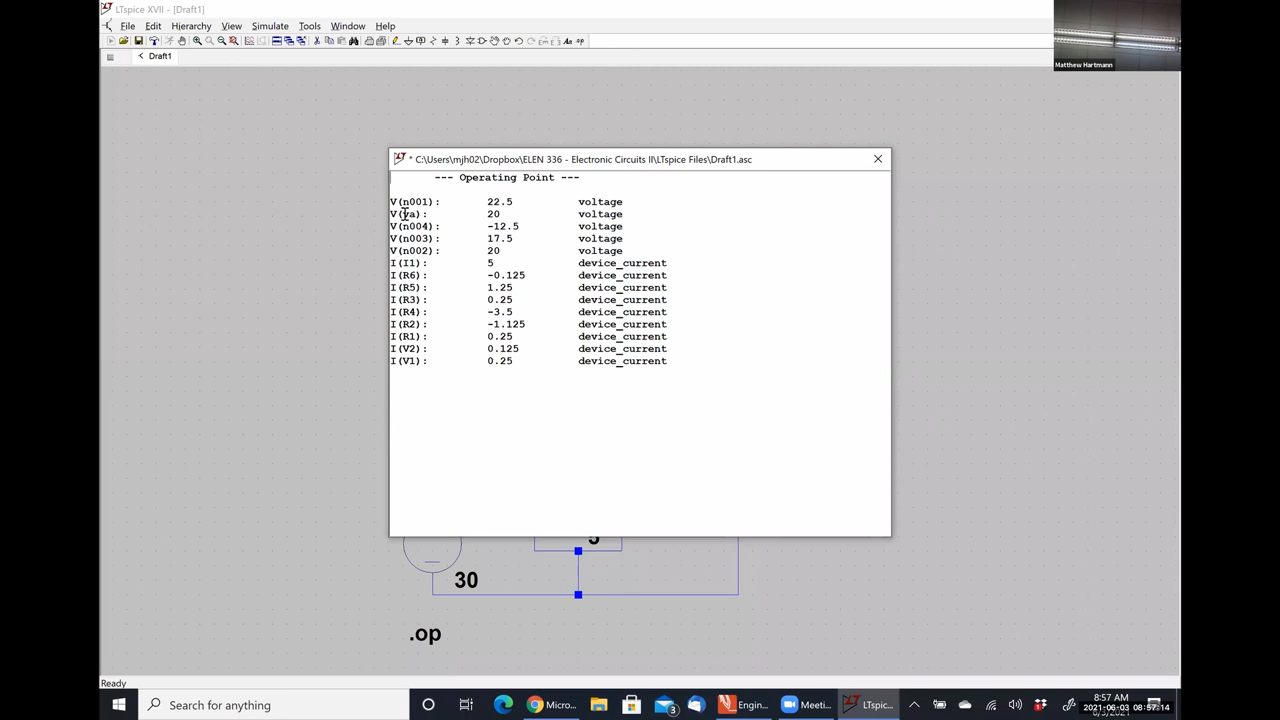 LTspice XVII - [Draft1]
File Edit Hierarchy View Simulate Tools Window Help
Draft1
Matthew Hartmann
* C:\Users\mjh02\Dropbox\ELEN 336 - Electronic Circuits II\LTspice Files\Draft1.asc
--- Operating Point ---
V(n001): 22.5 voltage
V(va): 20 voltage
V(n004): -12.5 voltage
V(n003): 17.5 voltage
V(n002): 20 voltage
I(I1): 5 device_current
I(R6): -0.125 device_current
I(R5): 1.25 device_current
I(R3): 0.25 device_current
I(R4): -3.5 device_current
I(R2): -1.125 device_current
I(R1): 0.25 device_current
I(V2): 0.125 device_current
I(V1): 0.25 device_current
5
30
.op
Ready
Search for anything
Micro...
3
Engin...
Meeti...
LTspic...
8:57 AM
2021-06-03 08:57:14